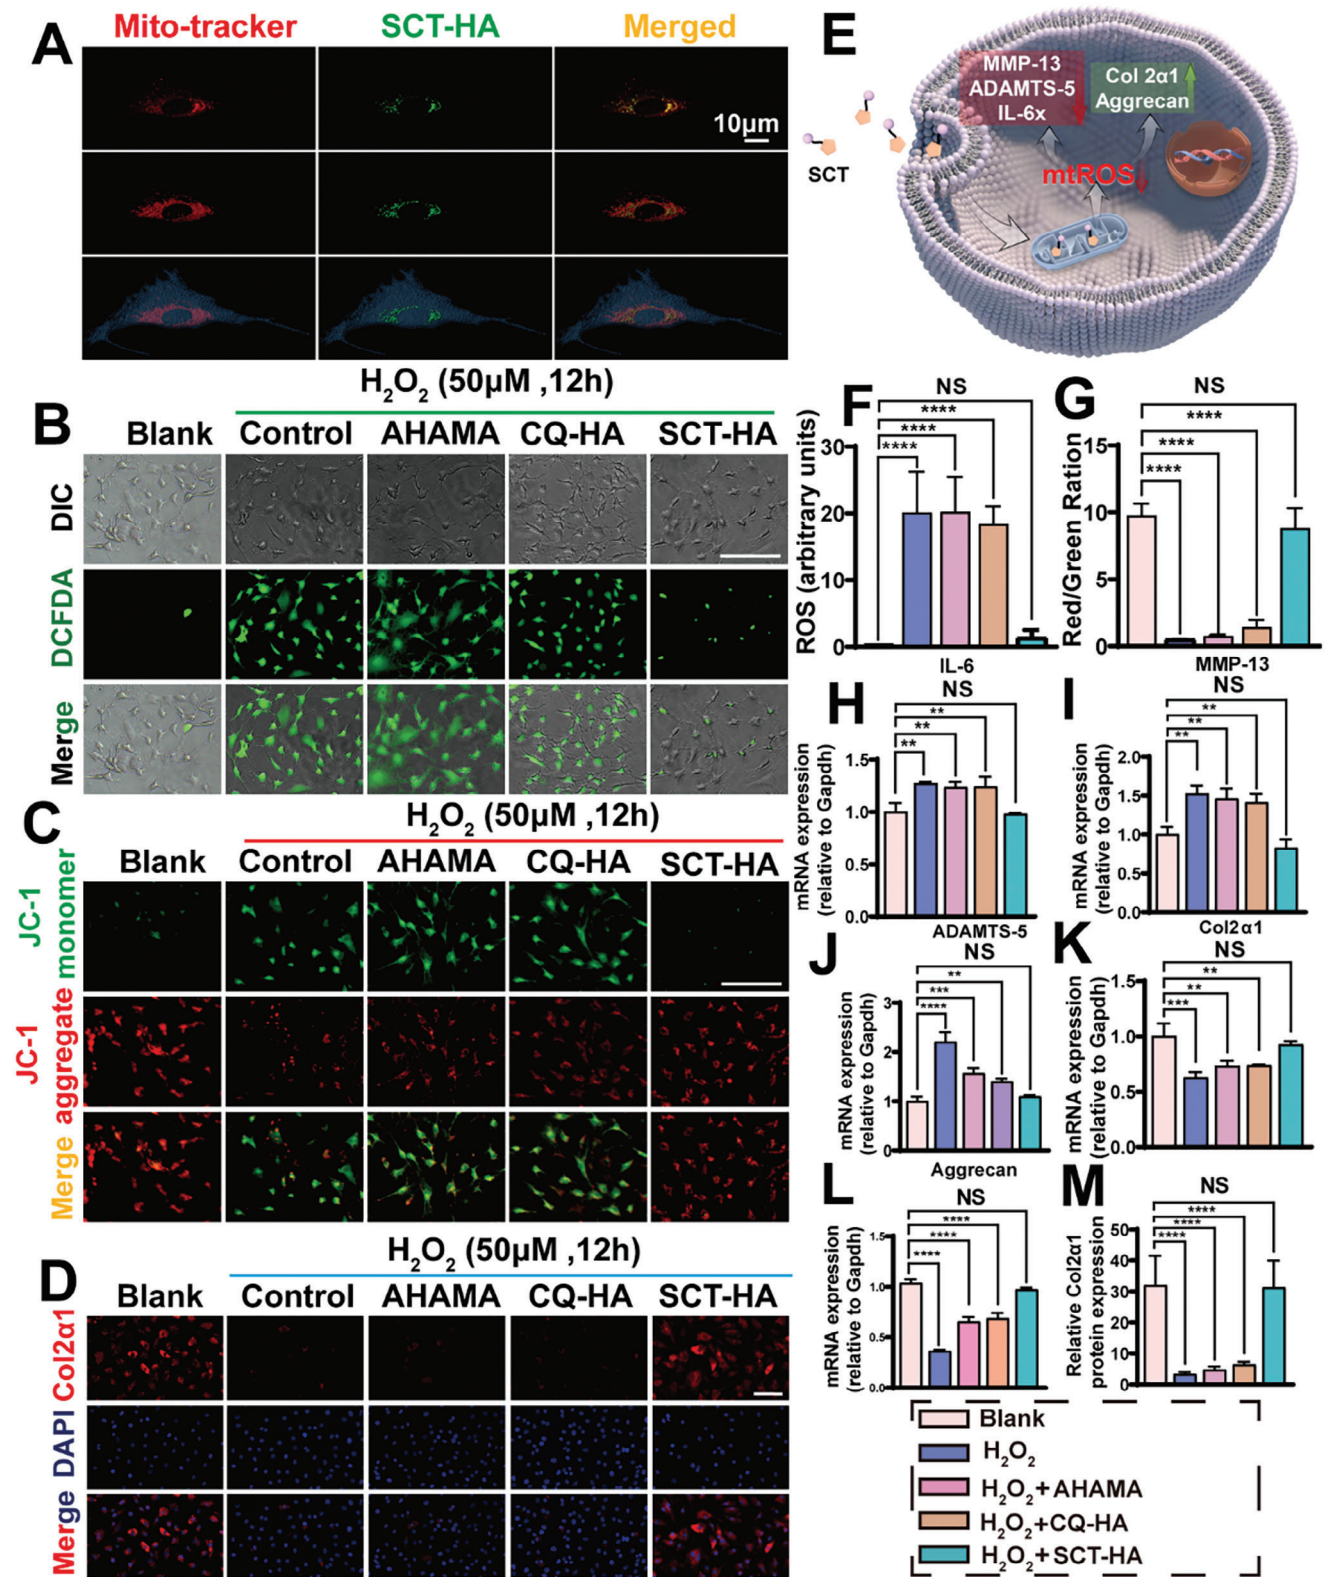 A
Mito-tracker SCT-HA Merged
10μm
H₂O₂ (50μM ,12h)
B
Blank Control AHAMA CQ-HA SCT-HA
DIC
DCFDA
Merge
C
H₂O₂ (50μM ,12h)
Blank Control AHAMA CQ-HA SCT-HA
JC-1 monomer
JC-1 aggregate
Merge
D
H₂O₂ (50μM ,12h)
Blank Control AHAMA CQ-HA SCT-HA
Col2α1
DAPI
Merge
E
MMP-13
ADAMTS-5
IL-6x
Col 2α1
Aggrecan
SCT
mtROS
F
NS
****
****
****
ROS (arbitrary units)
30
20
10
0
G
NS
****
****
****
Red/Green Ration
15
10
5
0
H
IL-6
NS
**
**
**
mRNA expression
(relative to Gapdh)
1.5
1.0
0.5
0.0
I
MMP-13
NS
**
**
**
mRNA expression
(relative to Gapdh)
2.0
1.5
1.0
0.5
0.0
J
ADAMTS-5
NS
**
***
****
mRNA expression
(relative to Gapdh)
3
2
1
0
K
Col2α1
NS
**
**
***
mRNA expression
(relative to Gapdh)
1.5
1.0
0.5
0.0
L
Aggrecan
NS
****
****
****
mRNA expression
(relative to Gapdh)
1.5
1.0
0.5
0.0
M
NS
****
****
****
Relative Col2α1
protein expression
50
40
30
20
10
0
Blank
H₂O₂
H₂O₂+AHAMA
H₂O₂+CQ-HA
H₂O₂+SCT-HA